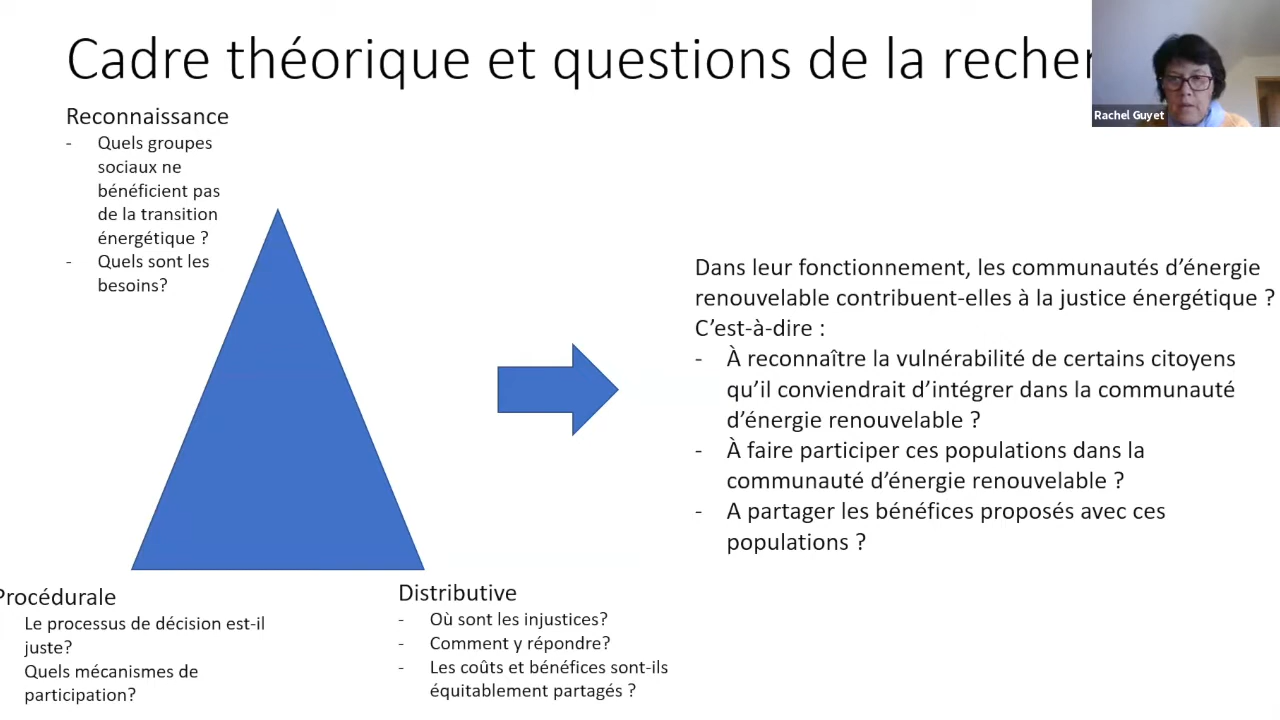 Cadre théorique et questions de la recher
Rachel Guyet
Reconnaissance
- Quels groupes
sociaux ne
bénéficient pas
de la transition
énergétique ?
- Quels sont les
besoins?
Dans leur fonctionnement, les communautés d’énergie
renouvelable contribuent-elles à la justice énergétique ?
C’est-à-dire :
- À reconnaître la vulnérabilité de certains citoyens
qu’il conviendrait d’intégrer dans la communauté
d’énergie renouvelable ?
- À faire participer ces populations dans la
communauté d’énergie renouvelable ?
- A partager les bénéfices proposés avec ces
populations ?
Procédurale
Le processus de décision est-il
juste?
Quels mécanismes de
participation?
Distributive
- Où sont les injustices?
- Comment y répondre?
- Les coûts et bénéfices sont-ils
équitablement partagés ?